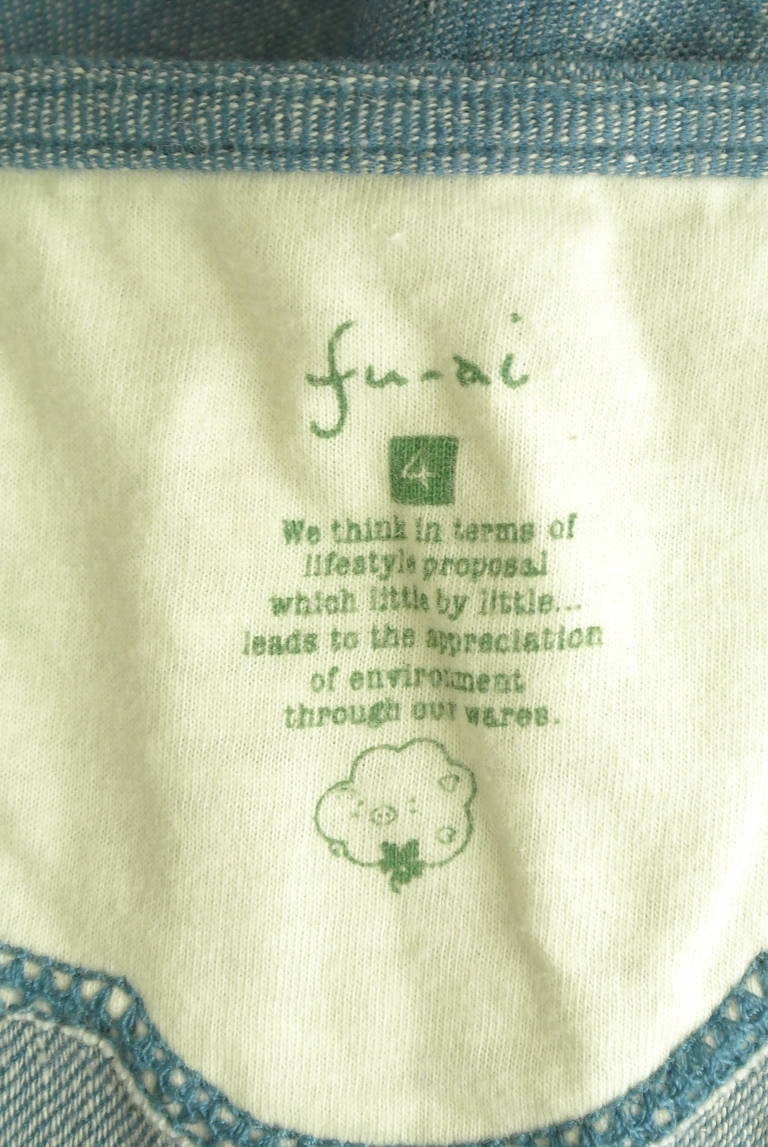 fu-ai
4
We think in terms of
lifestyle proposal
which little by little...
leads to the appreciation
of environment
through our wares.